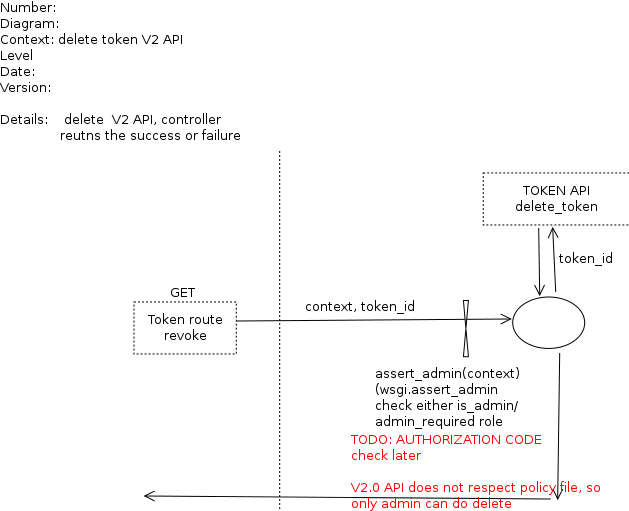 Number:
Diagram:
Context: delete token V2 API
Level
Date:
Version:
Details:    delete  V2 API, controller
reutns the success or failure
TOKEN API
delete_token
token_id
GET
Token route
revoke
context, token_id
assert_admin(context)
(wsgi.assert_admin
check either is_admin/
admin_required role
TODO: AUTHORIZATION CODE
check later
V2.0 API does not respect policy file, so
only admin can do delete